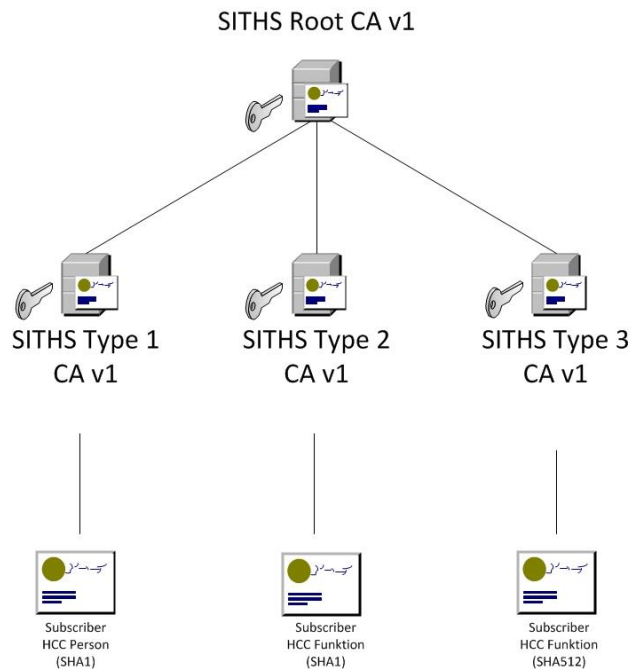 SITHS Root CA v1
SITHS Type 1
CA v1
SITHS Type 2
CA v1
SITHS Type 3
CA v1
Subscriber
HCC Person
(SHA1)
Subscriber
HCC Funktion
(SHA1)
Subscriber
HCC Funktion
(SHA512)